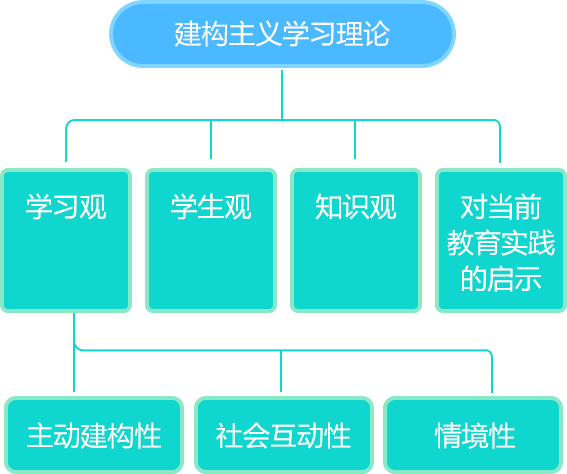 建构主义学习理论
学习观
学生观
知识观
对当前
教育实践
的启示
主动建构性
社会互动性
情境性